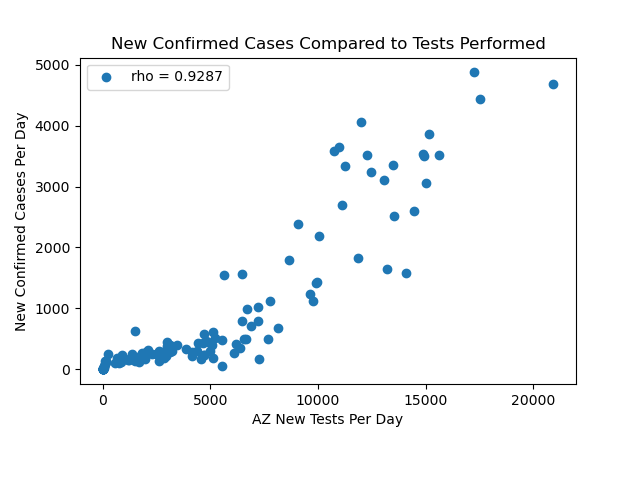 New Confirmed Cases Compared to Tests Performed
rho = 0.9287
New Confirmed Caeses Per Day
5000
4000
3000
2000
1000
0
0 5000 10000 15000 20000
AZ New Tests Per Day